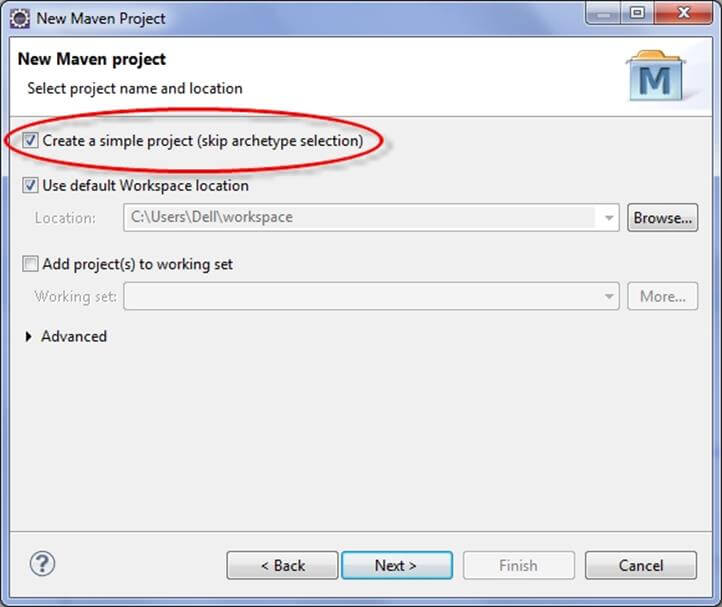 New Maven Project
New Maven project
Select project name and location
M
Create a simple project (skip archetype selection)
Use default Workspace location
Location: C:\Users\Dell\workspace Browse...
Add project(s) to working set
Working set: More...
Advanced
? < Back Next > Finish Cancel